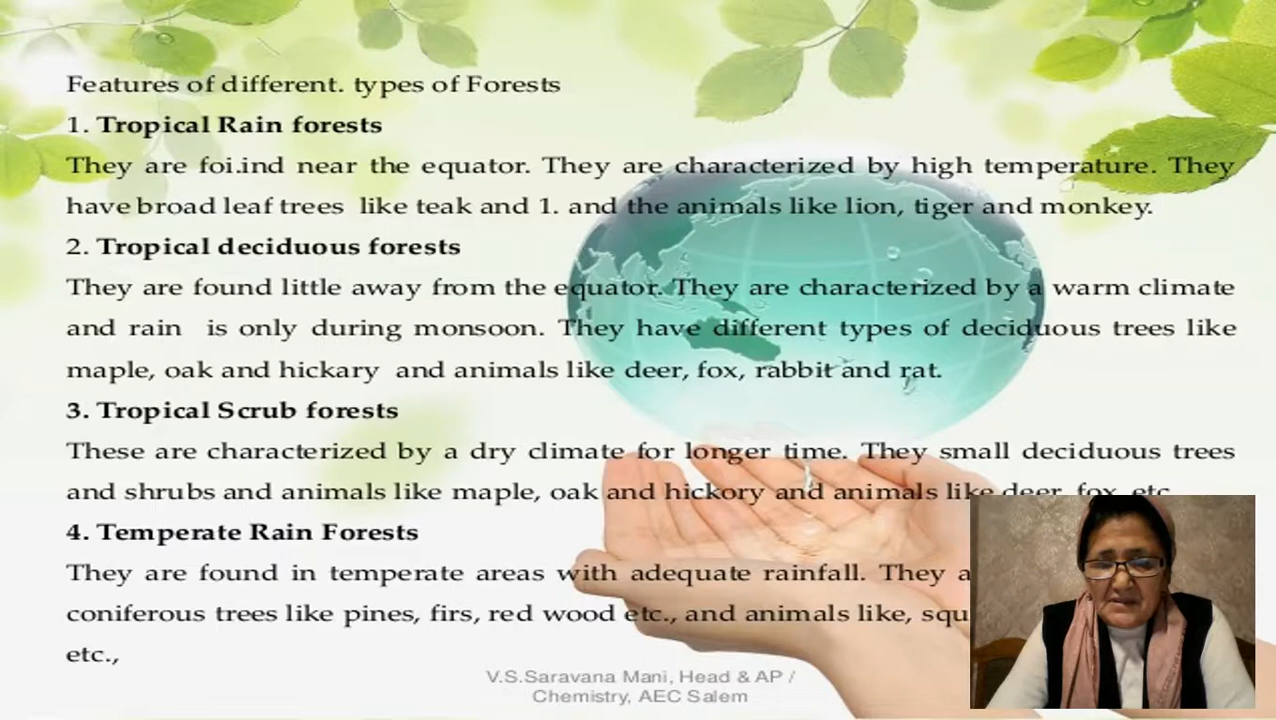 Features of different. types of Forests
1. Tropical Rain forests
They are foi.ind near the equator. They are characterized by high temperature. They
have broad leaf trees like teak and 1. and the animals like lion, tiger and monkey.
2. Tropical deciduous forests
They are found little away from the equator. They are characterized by a warm climate
and rain is only during monsoon. They have different types of deciduous trees like
maple, oak and hickary and animals like deer, fox, rabbit and rat.
3. Tropical Scrub forests
These are characterized by a dry climate for longer time. They small deciduous trees
and shrubs and animals like maple, oak and hickory and animals like deer, fox, etc
4. Temperate Rain Forests
They are found in temperate areas with adequate rainfall. They
coniferous trees like pines, firs, red wood etc., and animals like,
etc.,
V.S.Saravana Mani, Head & AP /
Chemistry, AEC Salem